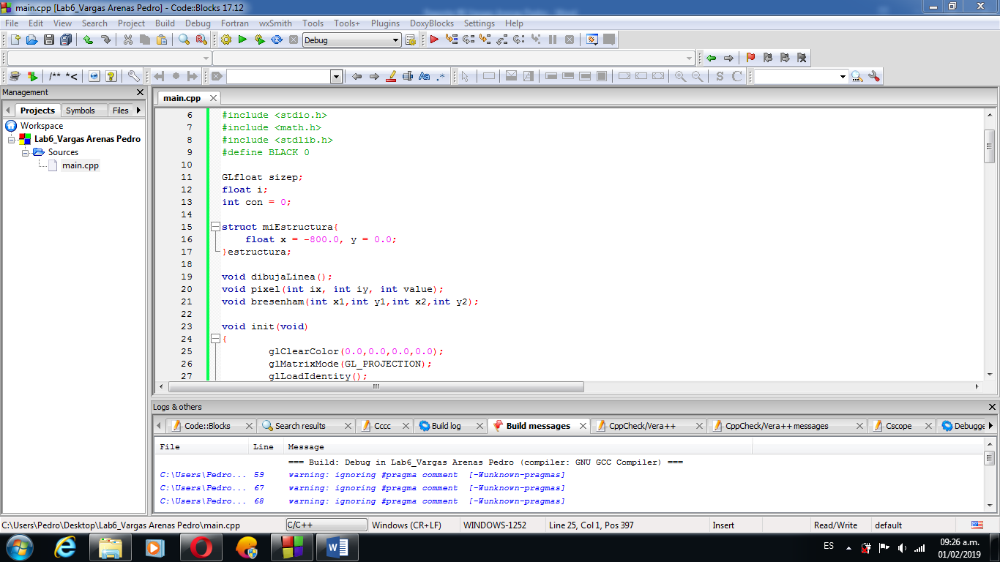 main.cpp [Lab6_Vargas Arenas Pedro] - Code::Blocks 17.12
File Edit View Search Project Build Debug Fortran wxSmith Tools Tools+ Plugins DoxyBlocks Settings Help
Debug
/** *<
S C
Management
Projects Symbols Files
Workspace
Lab6_Vargas Arenas Pedro
Sources
main.cpp
main.cpp
6 #include <stdio.h>
7 #include <math.h>
8 #include <stdlib.h>
9 #define BLACK 0
10
11 GLfloat sizep;
12 float i;
13 int con = 0;
14
15 struct miEstructura{
16 float x = -800.0, y = 0.0;
17 }estructura;
18
19 void dibujaLinea();
20 void pixel(int ix, int iy, int value);
21 void bresenham(int x1,int y1,int x2,int y2);
22
23 void init(void)
24 {
25 glClearColor(0.0,0.0,0.0,0.0);
26 glMatrixMode(GL_PROJECTION);
27 glLoadIdentity();
Logs & others
Code::Blocks Search results Cccc Build log Build messages CppCheck/Vera++ CppCheck/Vera++ messages Cscope Debugge
File Line Message
=== Build: Debug in Lab6_Vargas Arenas Pedro (compiler: GNU GCC Compiler) ===
C:\Users\Pedro... 59 warning: ignoring #pragma comment [-Wunknown-pragmas]
C:\Users\Pedro... 67 warning: ignoring #pragma comment [-Wunknown-pragmas]
C:\Users\Pedro... 68 warning: ignoring #pragma comment [-Wunknown-pragmas]
C:\Users\Pedro\Desktop\Lab6_Vargas Arenas Pedro\main.cpp C/C++ Windows (CR+LF) WINDOWS-1252 Line 25, Col 1, Pos 397 Insert Read/Write default
ES
09:26 a.m.
01/02/2019